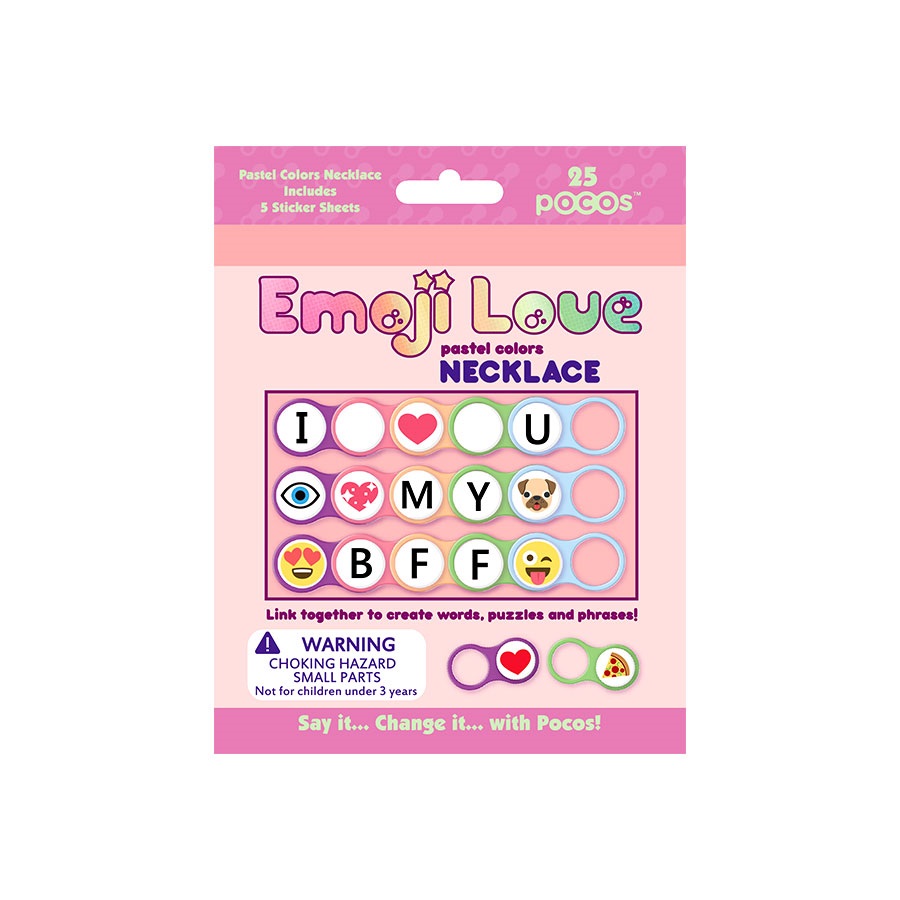 Pastel Colors Necklace
Includes
5 Sticker Sheets
25
pocos™
Emoji Love
pastel colors
NECKLACE
I U
M Y
B F F
Link together to create words, puzzles and phrases!
! WARNING
CHOKING HAZARD
SMALL PARTS
Not for children under 3 years
Say it... Change it... with Pocos!